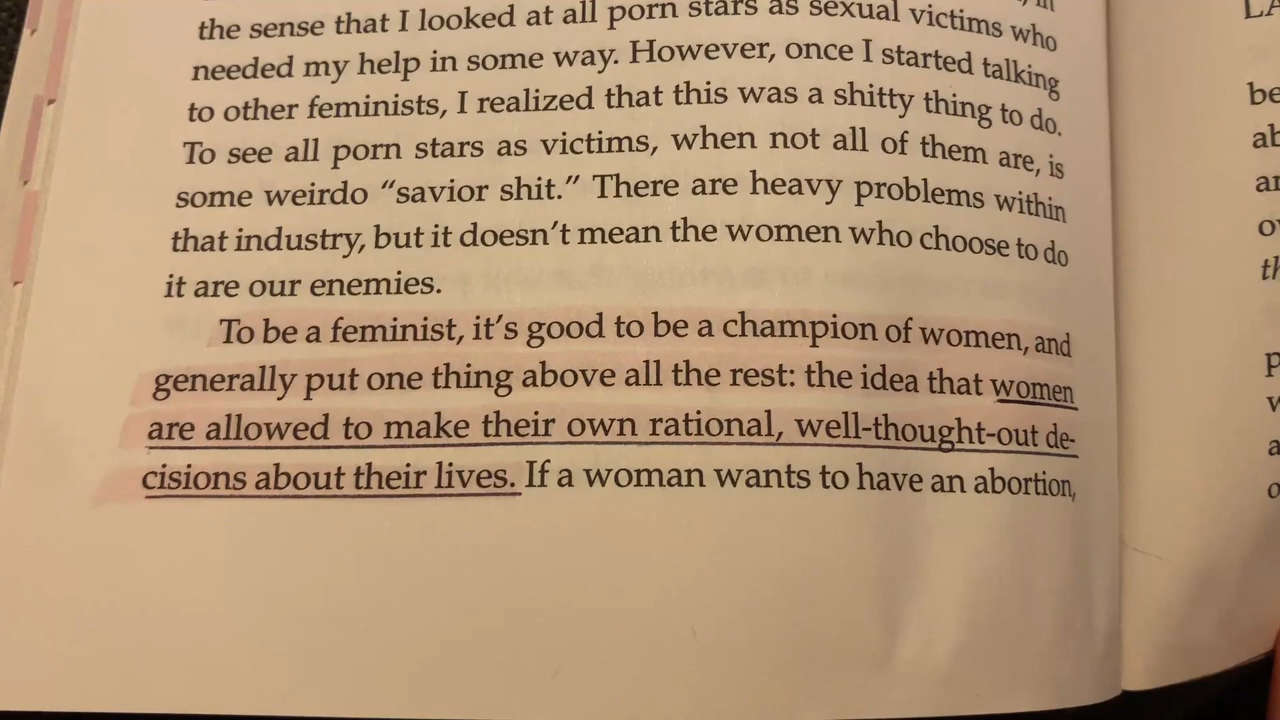 the sense that I looked at all porn stars as sexual victims who
needed my help in some way. However, once I started talking
to other feminists, I realized that this was a shitty thing to do.
To see all porn stars as victims, when not all of them are, is
some weirdo “savior shit.” There are heavy problems within
that industry, but it doesn’t mean the women who choose to do
it are our enemies.
To be a feminist, it’s good to be a champion of women, and
generally put one thing above all the rest: the idea that women
are allowed to make their own rational, well-thought-out de-
cisions about their lives. If a woman wants to have an abortion,